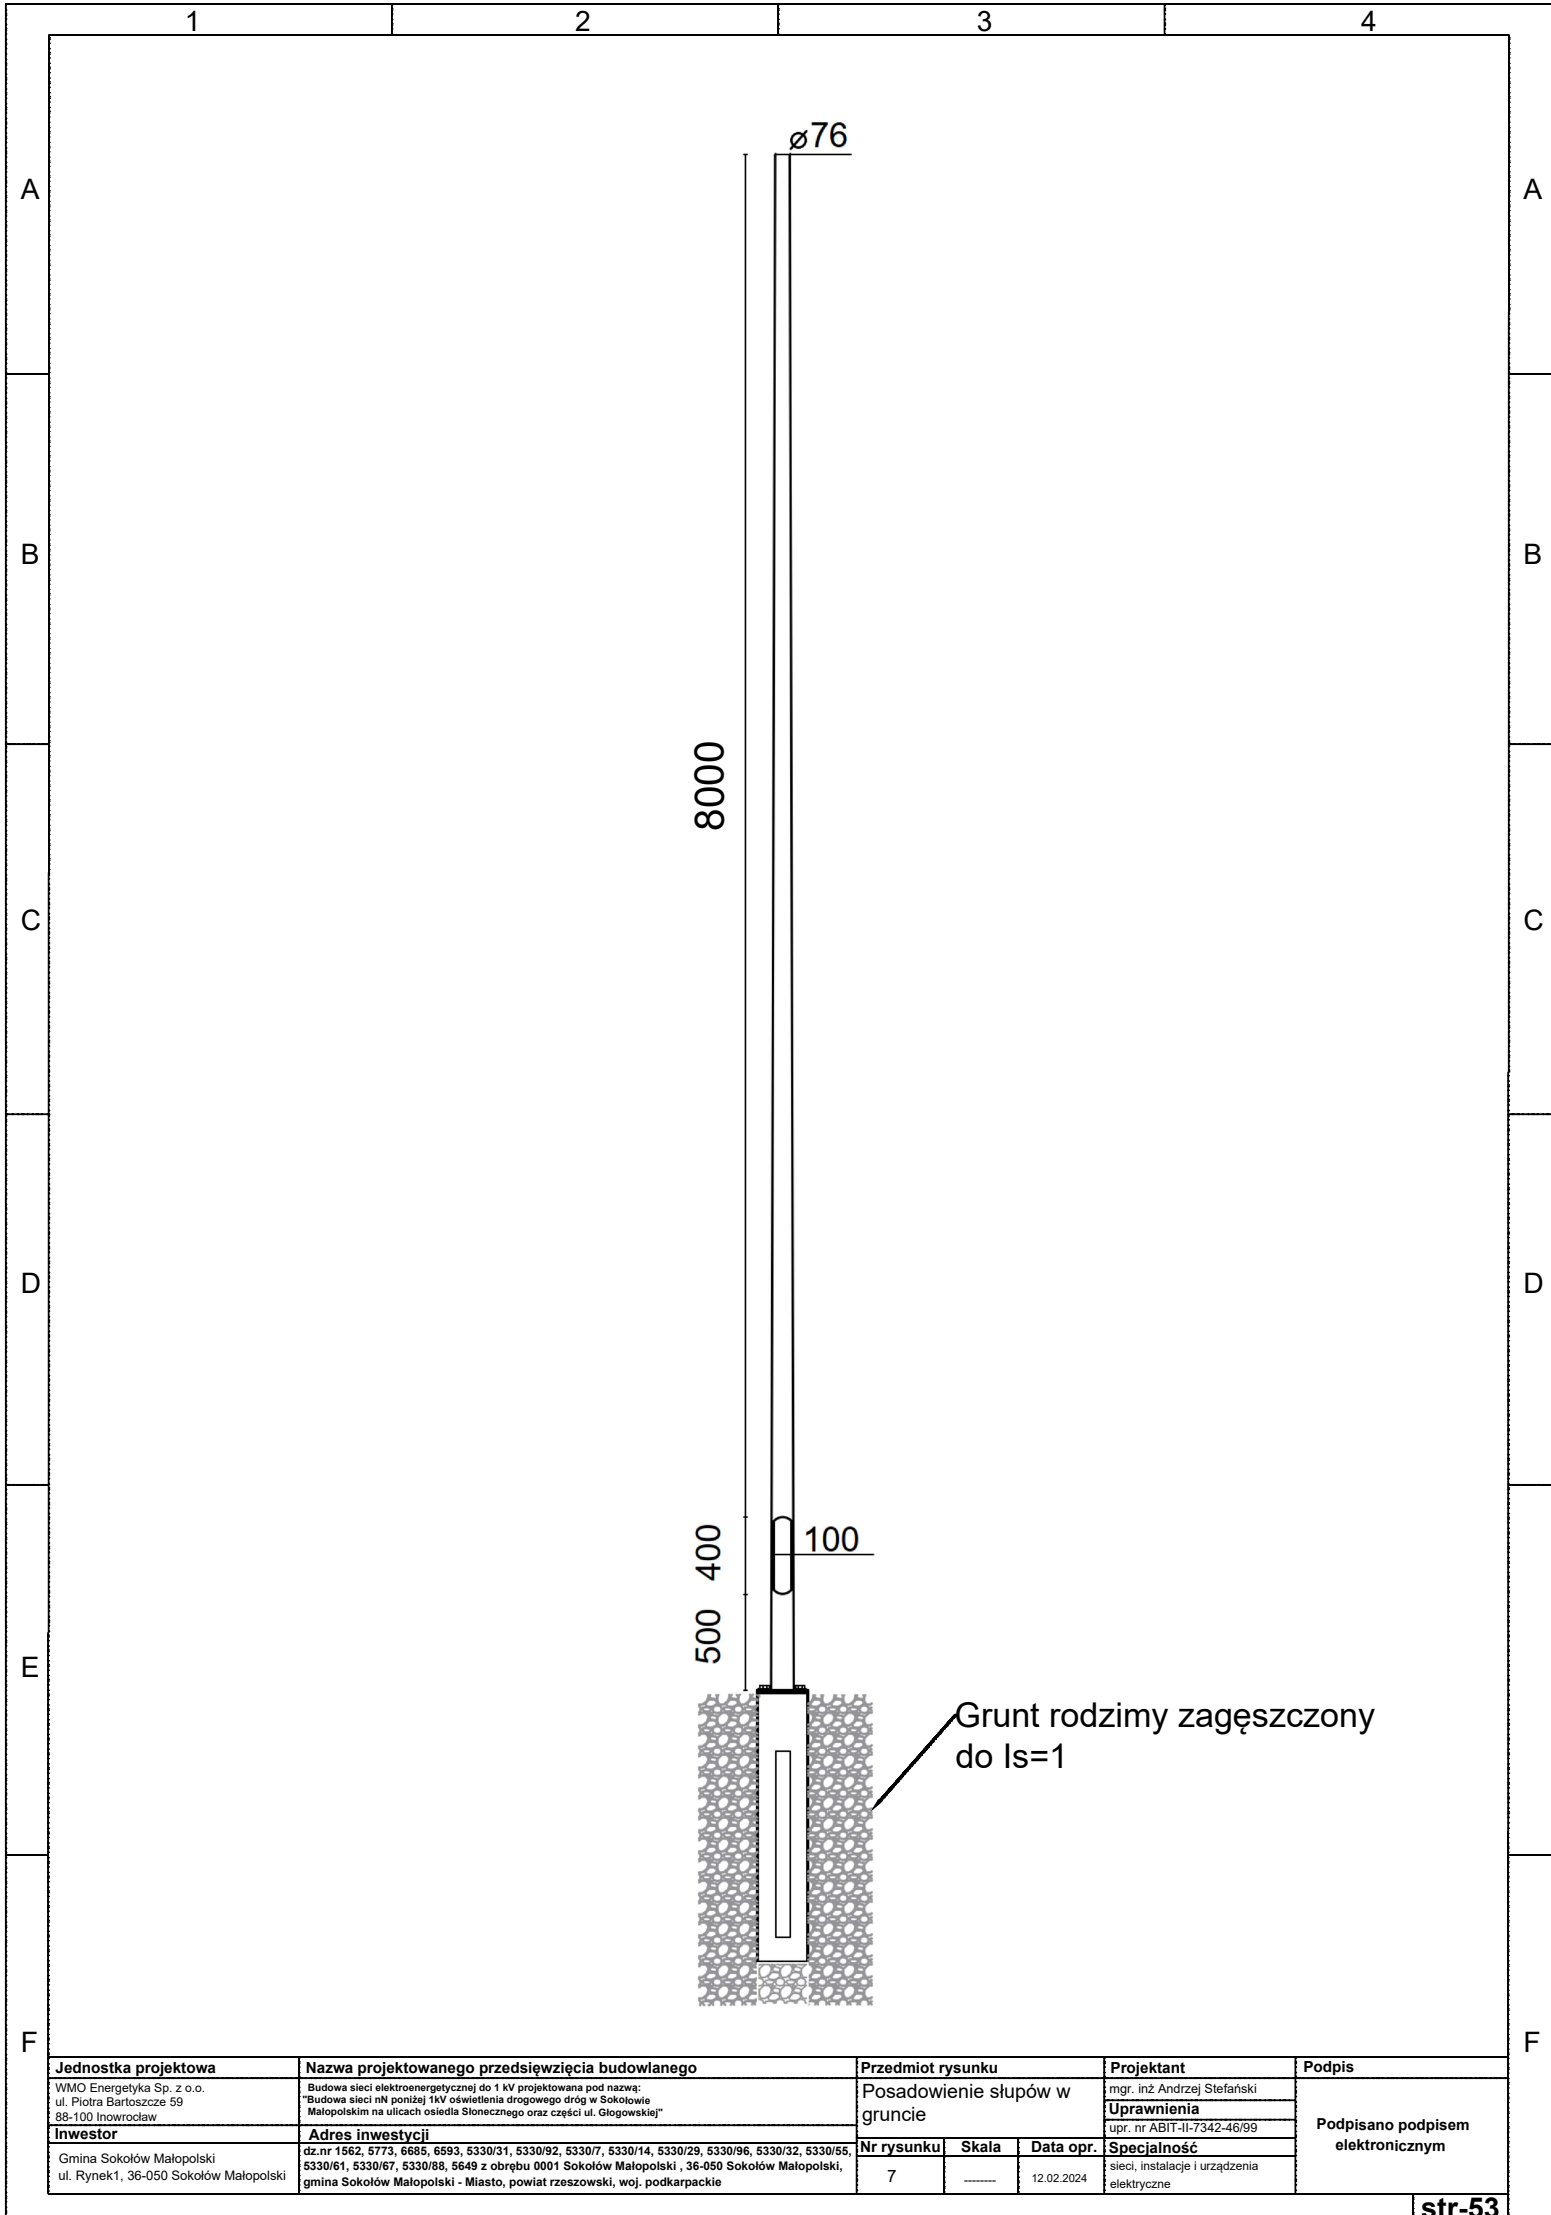 1 2 3 4
A A
B B
C C
D D
E E
F F
⌀76
8000
400
100
500
Grunt rodzimy zagęszczony
do Is=1
Jednostka projektowa
WMO Energetyka Sp. z o.o.
ul. Piotra Bartoszcze 59
88-100 Inowrocław
Inwestor
Gmina Sokołów Małopolski
ul. Rynek1, 36-050 Sokołów Małopolski
Nazwa projektowanego przedsięwzięcia budowlanego
Budowa sieci elektroenergetycznej do 1 kV projektowana pod nazwą:
"Budowa sieci nN poniżej 1kV oświetlenia drogowego dróg w Sokołowie
Małopolskim na ulicach osiedla Słonecznego oraz części ul. Głogowskiej"
Adres inwestycji
dz.nr 1562, 5773, 6685, 6593, 5330/31, 5330/92, 5330/7, 5330/14, 5330/29, 5330/96, 5330/32, 5330/55,
5330/61, 5330/67, 5330/88, 5649 z obrębu 0001 Sokołów Małopolski , 36-050 Sokołów Małopolski,
gmina Sokołów Małopolski - Miasto, powiat rzeszowski, woj. podkarpackie
Przedmiot rysunku
Posadowienie słupów w
gruncie
Nr rysunku Skala Data opr.
7 -------- 12.02.2024
Projektant
mgr. inż Andrzej Stefański
Uprawnienia
upr. nr ABIT-II-7342-46/99
Specjalność
sieci, instalacje i urządzenia
elektryczne
Podpis
Podpisano podpisem
elektronicznym
str-53